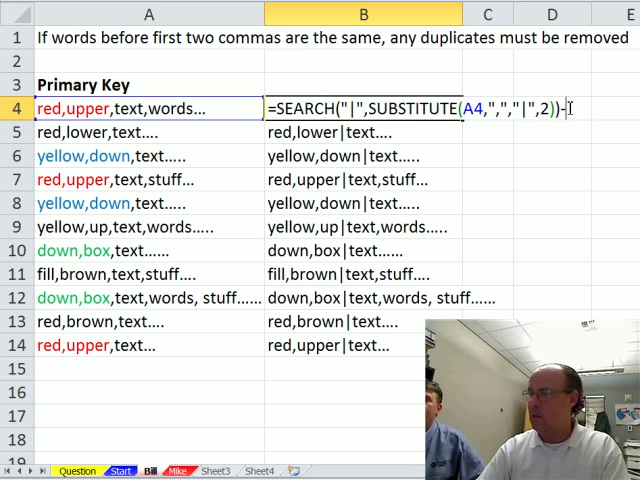 A B C D E
1 If words before first two commas are the same, any duplicates must be removed
2
3 Primary Key
4 red,upper,text,words... =SEARCH("|",SUBSTITUTE(A4,",","|",2))-
5 red,lower,text.... red,lower|text....
6 yellow,down,text..... yellow,down|text.....
7 red,upper,text,stuff... red,upper|text,stuff...
8 yellow,down,text..... yellow,down|text.....
9 yellow,up,text,words..... yellow,up|text,words.....
10 down,box,text...... down,box|text......
11 fill,brown,text,stuff.... fill,brown|text,stuff....
12 down,box,text,words, stuff...... down,box|text,words, stuff......
13 red,brown,text.... red,brown|text....
14 red,upper,text... red,upper|text...
15
16
17
18
Question Start Bill Mike Sheet3 Sheet4